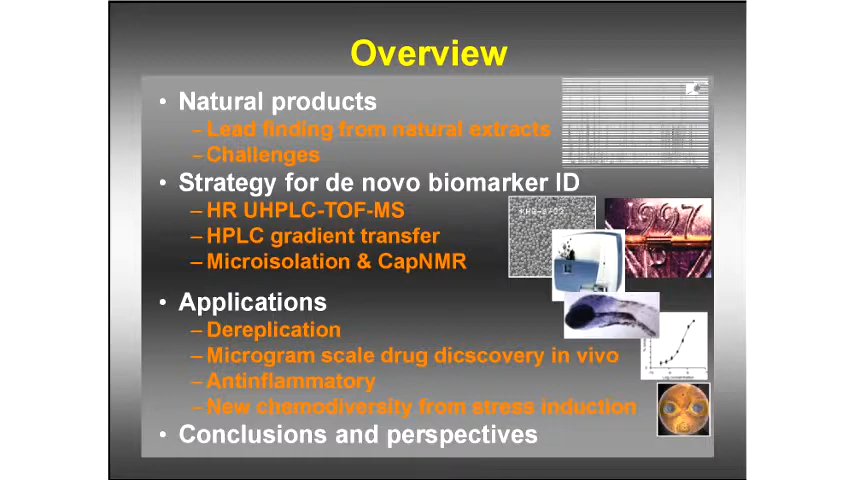 Overview
• Natural products
– Lead finding from natural extracts
– Challenges
• Strategy for de novo biomarker ID
– HR UHPLC-TOF-MS
– HPLC gradient transfer
– Microisolation & CapNMR
1997
• Applications
– Dereplication
– Microgram scale drug dicscovery in vivo
– Antinflammatory
– New chemodiversity from stress induction
• Conclusions and perspectives